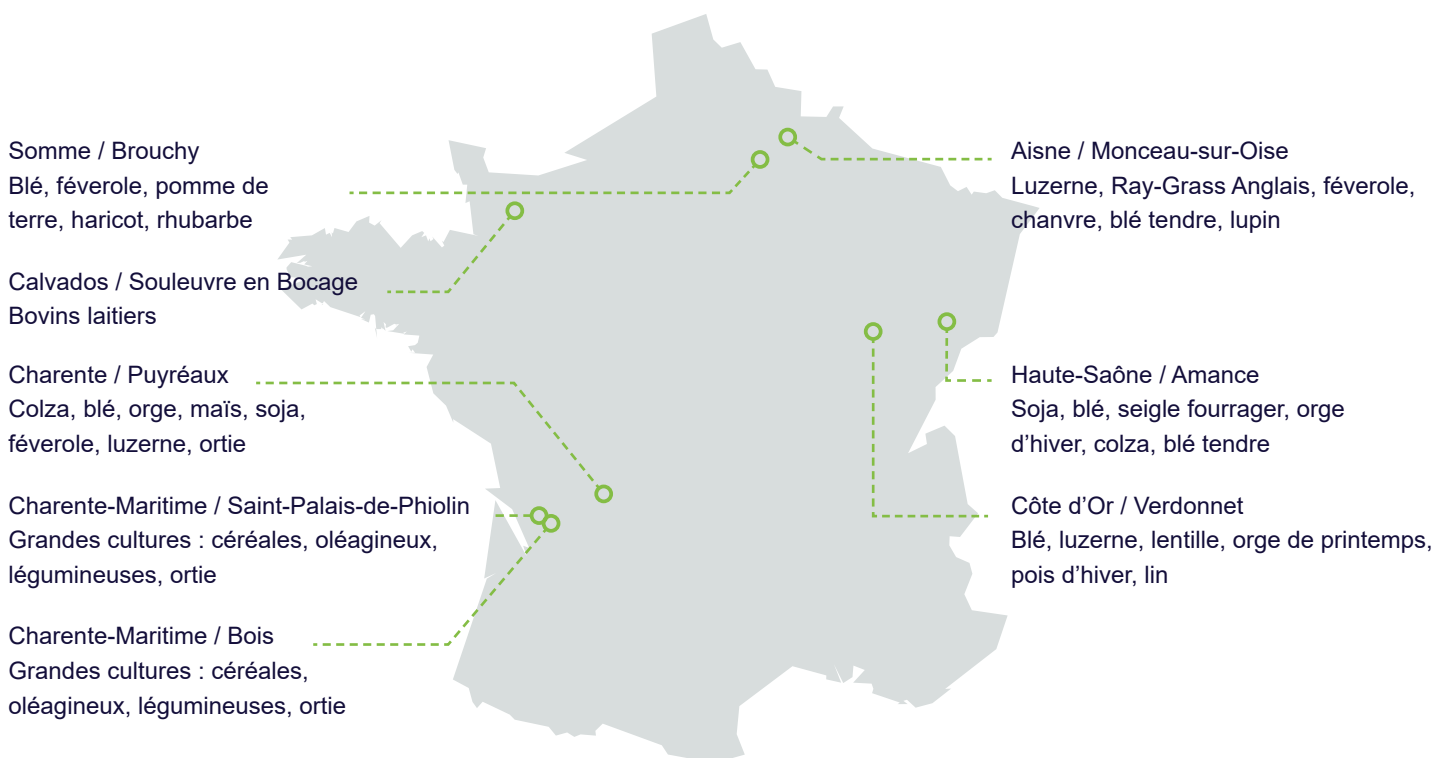 Somme / Brouchy
Blé, féverole, pomme de
terre, haricot, rhubarbe
Calvados / Souleuvre en Bocage
Bovins laitiers
Charente / Puyréaux
Colza, blé, orge, maïs, soja,
féverole, luzerne, ortie
Charente-Maritime / Saint-Palais-de-Phiolin
Grandes cultures : céréales, oléagineux,
légumineuses, ortie
Charente-Maritime / Bois
Grandes cultures : céréales,
oléagineux, légumineuses, ortie
Aisne / Monceau-sur-Oise
Luzerne, Ray-Grass Anglais, féverole,
chanvre, blé tendre, lupin
Haute-Saône / Amance
Soja, blé, seigle fourrager, orge
d’hiver, colza, blé tendre
Côte d’Or / Verdonnet
Blé, luzerne, lentille, orge de printemps,
pois d’hiver, lin